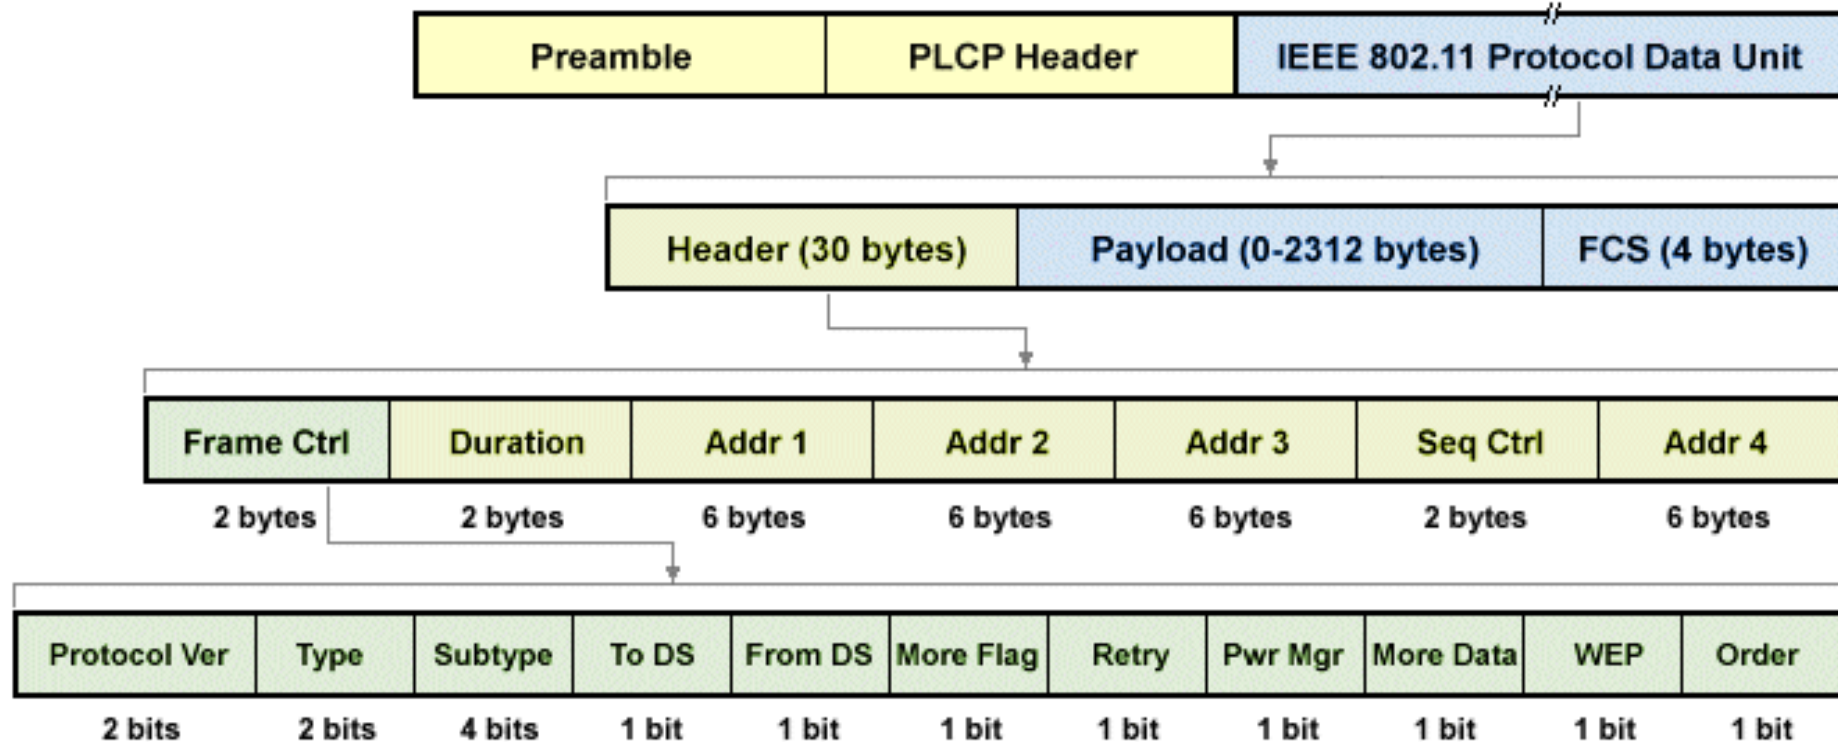 Preamble PLCP Header IEEE 802.11 Protocol Data Unit
Header (30 bytes) Payload (0-2312 bytes) FCS (4 bytes)
Frame Ctrl Duration Addr 1 Addr 2 Addr 3 Seq Ctrl Addr 4
2 bytes 2 bytes 6 bytes 6 bytes 6 bytes 2 bytes 6 bytes
Protocol Ver Type Subtype To DS From DS More Flag Retry Pwr Mgr More Data WEP Order
2 bits 2 bits 4 bits 1 bit 1 bit 1 bit 1 bit 1 bit 1 bit 1 bit 1 bit